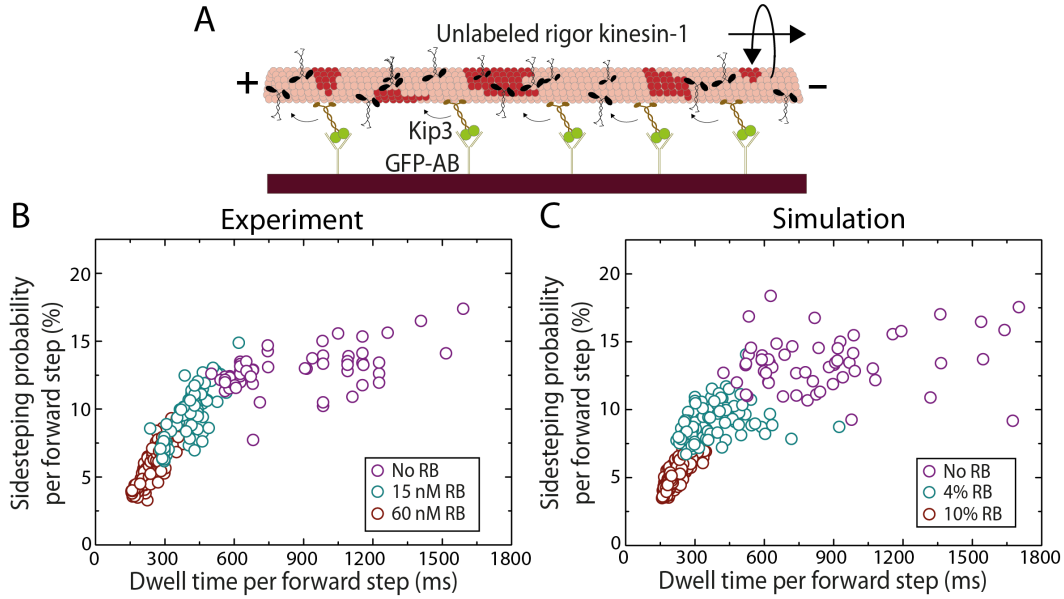 A
Unlabeled rigor kinesin-1
+
−
Kip3
GFP-AB
B
Experiment
Sidesteping probability
per forward step (%)
20
15
10
5
0
No RB
15 nM RB
60 nM RB
0 300 600 900 1200 1500 1800
Dwell time per forward step (ms)
C
Simulation
Sidesteping probability
per forward step (%)
20
15
10
5
0
No RB
4% RB
10% RB
0 300 600 900 1200 1500 1800
Dwell time per forward step (ms)